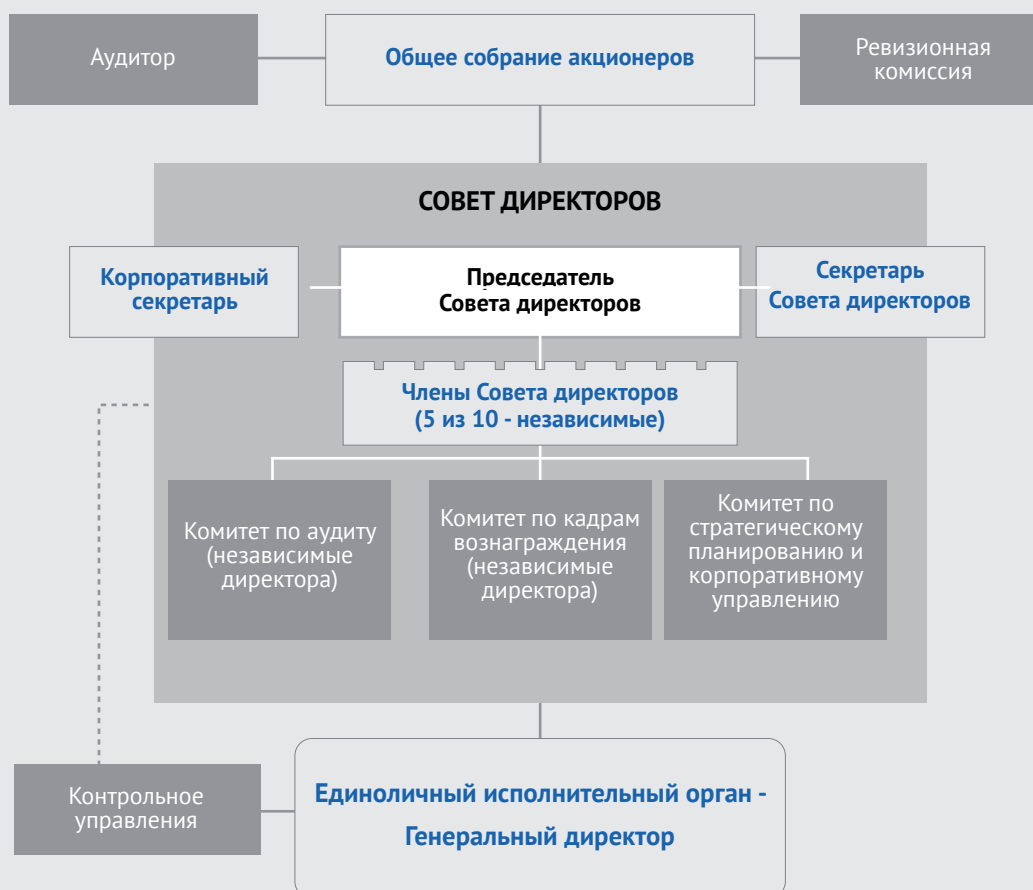 Аудитор
Общее собрание акционеров
Ревизионная
комиссия
СОВЕТ ДИРЕКТОРОВ
Корпоративный
секретарь
Председатель
Совета директоров
Секретарь
Совета директоров
Члены Совета директоров
(5 из 10 - независимые)
Комитет по аудиту
(независимые
директора)
Комитет по кадрам
вознаграждения
(независимые
директора)
Комитет по
стратегическому
планированию и
корпоративному
управлению
Контрольное
управления
Единоличный исполнительный орган -
Генеральный директор